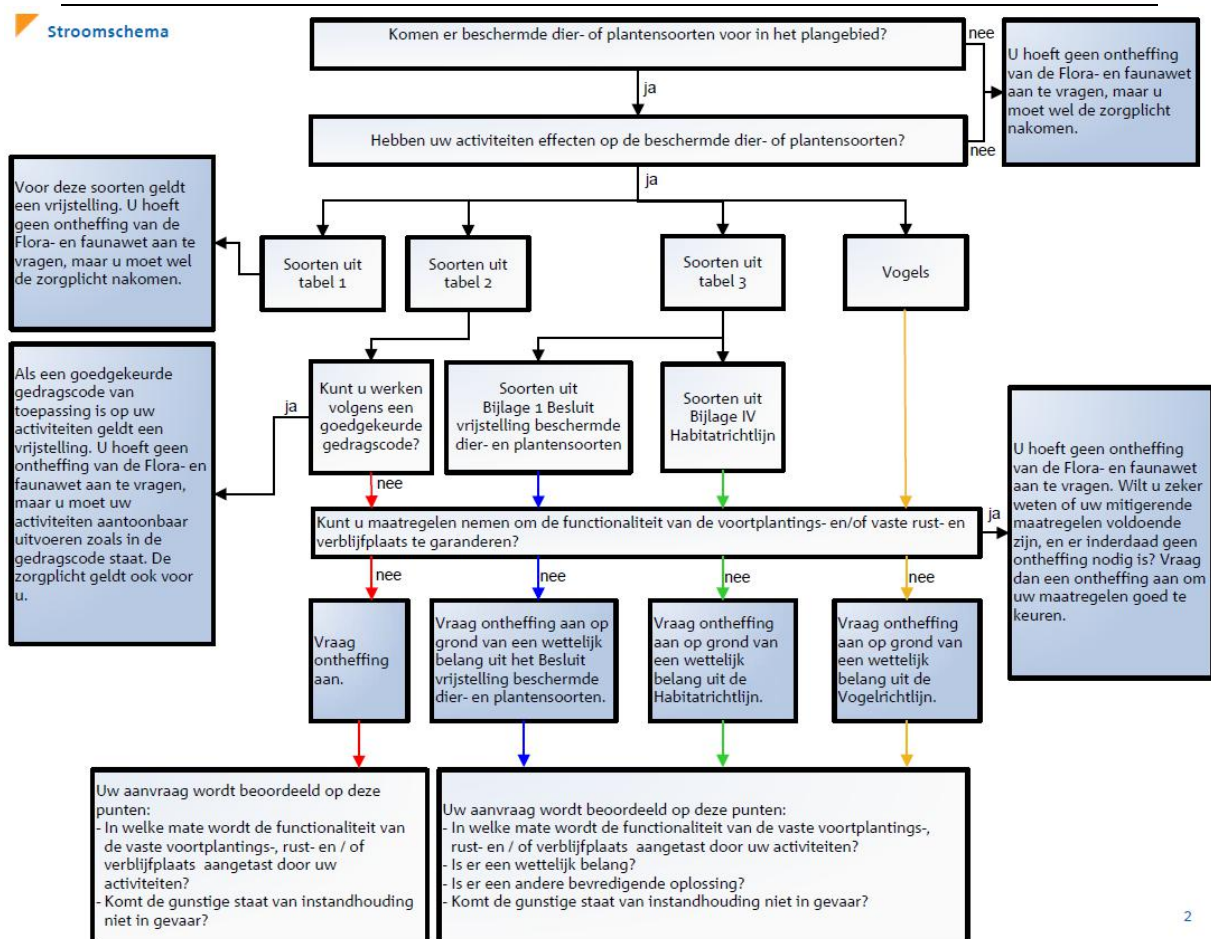 Stroomschema
Komen er beschermde dier- of plantensoorten voor in het plangebied?
nee
U hoeft geen ontheffing
van de Flora- en faunawet
aan te vragen, maar u
moet wel de zorgplicht
nakomen.
ja
Hebben uw activiteiten effecten op de beschermde dier- of plantensoorten?
nee
ja
Voor deze soorten geldt
een vrijstelling. U hoeft
geen ontheffing van de
Flora- en faunawet aan te
vragen, maar u moet wel
de zorgplicht nakomen.
Soorten uit
tabel 1
Soorten uit
tabel 2
Soorten uit
tabel 3
Vogels
Als een goedgekeurde
gedragscode van
toepassing is op uw
activiteiten geldt een
vrijstelling. U hoeft geen
ontheffing van de Flora- en
faunawet aan te vragen,
maar u moet uw
activiteiten aantoonbaar
uitvoeren zoals in de
gedragscode staat. De
zorgplicht geldt ook voor
u.
ja
Kunt u werken
volgens een
goedgekeurde
gedragscode?
Soorten uit
Bijlage 1 Besluit
vrijstelling beschermde
dier- en plantensoorten
Soorten uit
Bijlage IV
Habitatrichtlijn
nee
Kunt u maatregelen nemen om de functionaliteit van de voortplantings- en/of vaste rust- en
verblijfplaats te garanderen?
ja
U hoeft geen ontheffing
van de Flora- en faunawet
aan te vragen. Wilt u zeker
weten of uw mitigerende
maatregelen voldoende
zijn, en er inderdaad geen
ontheffing nodig is? Vraag
dan een ontheffing aan om
uw maatregelen goed te
keuren.
nee
nee
nee
nee
Vraag
ontheffing
aan.
Vraag ontheffing aan op
grond van een wettelijk
belang uit het Besluit
vrijstelling beschermde
dier- en plantensoorten.
Vraag ontheffing
aan op grond van
een wettelijk
belang uit de
Habitatrichtlijn.
Vraag ontheffing
aan op grond van
een wettelijk
belang uit de
Vogelrichtlijn.
Uw aanvraag wordt beoordeeld op deze
punten:
- In welke mate wordt de functionaliteit van
de vaste voortplantings-, rust- en / of
verblijfplaats aangetast door uw
activiteiten?
- Komt de gunstige staat van instandhouding
niet in gevaar?
Uw aanvraag wordt beoordeeld op deze punten:
- In welke mate wordt de functionaliteit van de vaste voortplantings-,
rust- en / of verblijfplaats aangetast door uw activiteiten?
- Is er een wettelijk belang?
- Is er een andere bevredigende oplossing?
- Komt de gunstige staat van instandhouding niet in gevaar?
2